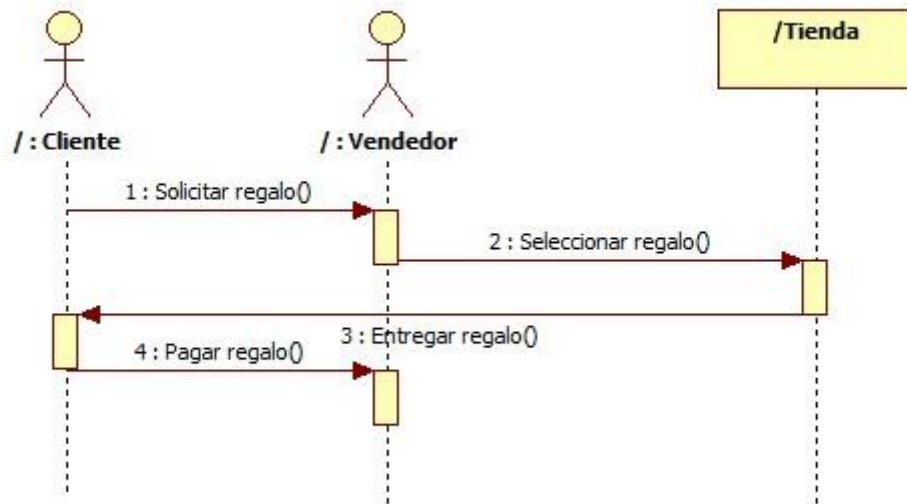 /Tienda
/ : Cliente
/ : Vendedor
1 : Solicitar regalo()
2 : Seleccionar regalo()
3 : Entregar regalo()
4 : Pagar regalo()